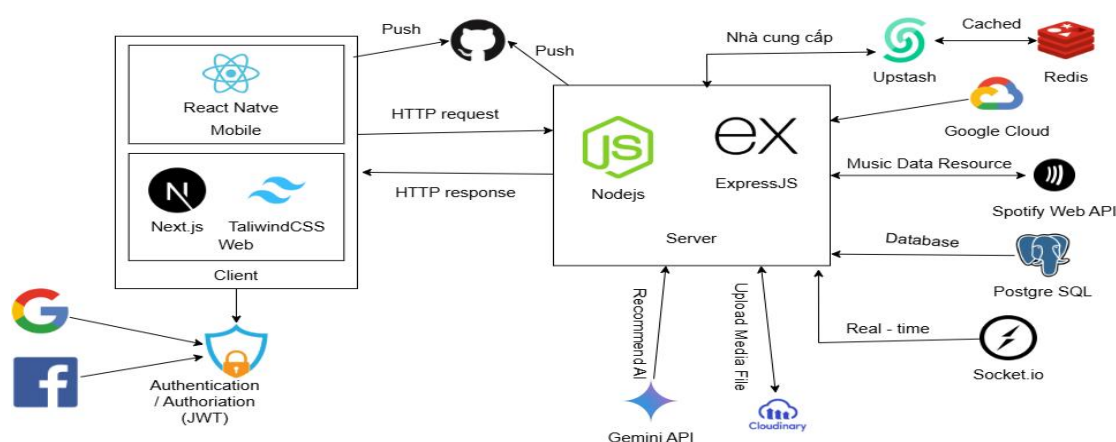 Push
Push
Nhà cung cấp
Cached
Upstash
Redis
React Natve
Mobile
HTTP request
HTTP response
JS
Nodejs
ex
ExpressJS
Server
Google Cloud
Music Data Resource
Spotify Web API
N
Next.js
TaliwindCSS
Web
Client
Database
Postgre SQL
Real - time
Socket.io
G
f
Authentication
/ Authoriation
(JWT)
Recommend AI
Upload Media File
Gemini API
Cloudinary